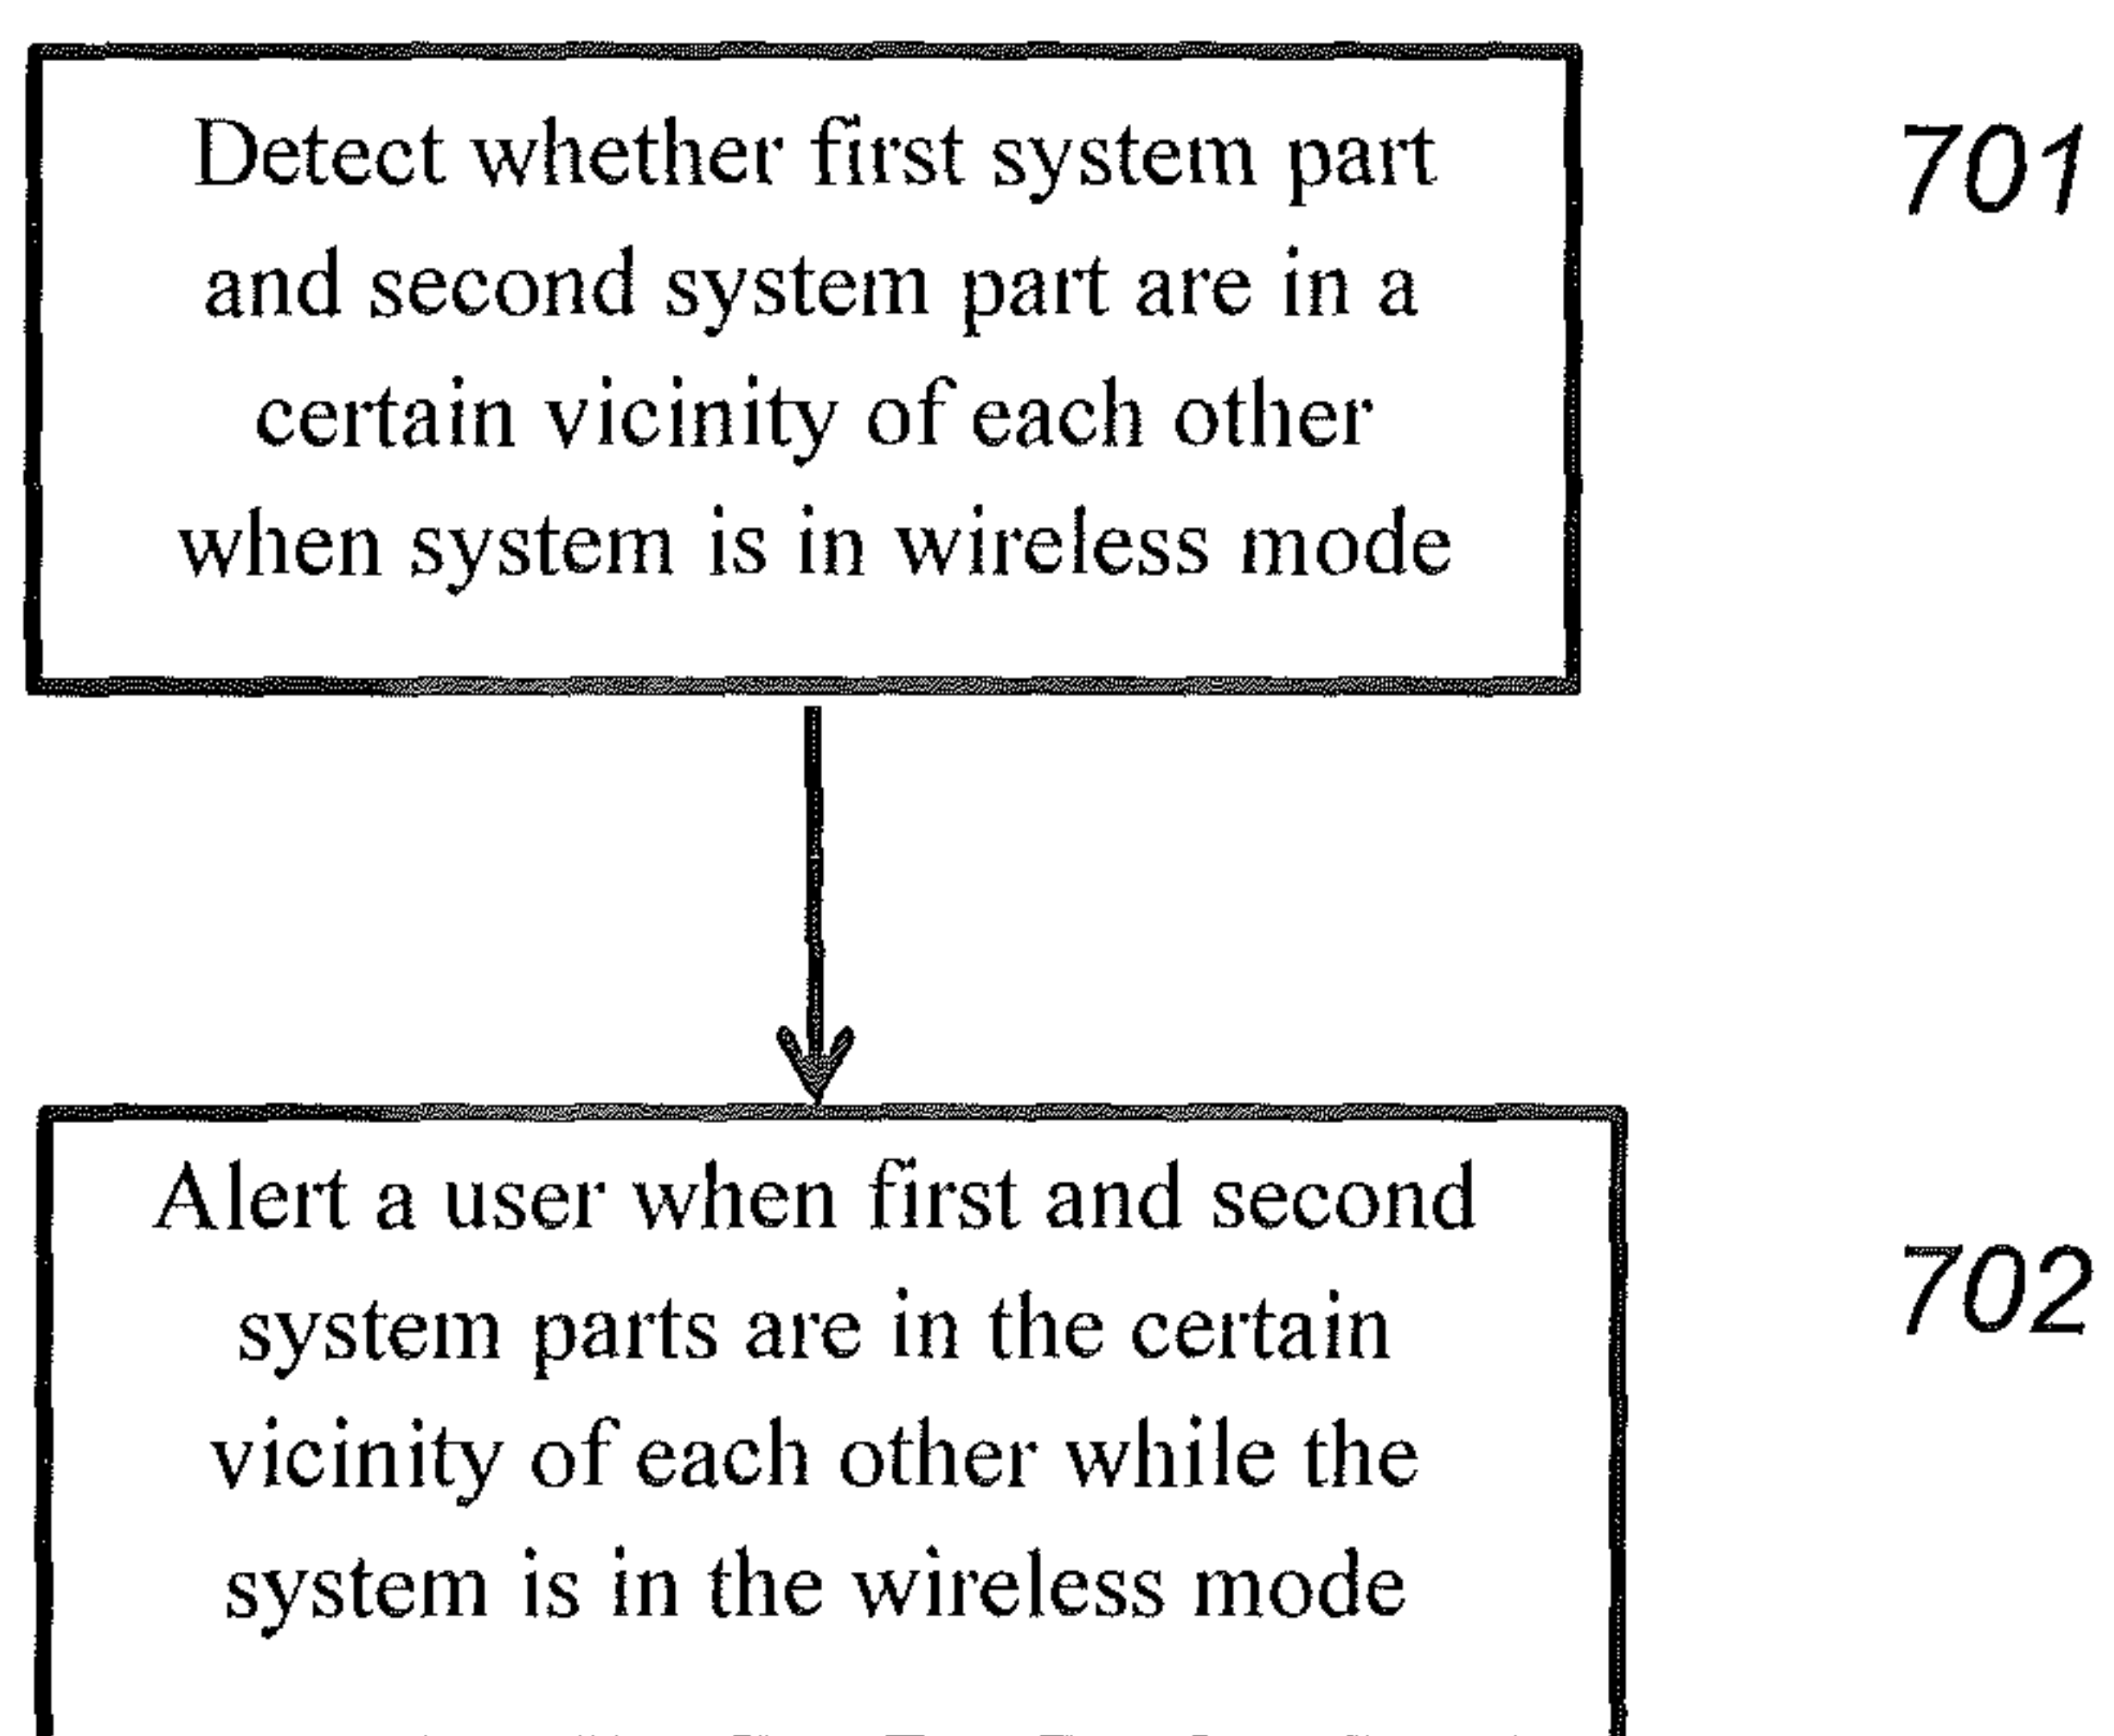 Detect whether first system part
and second system part are in a
certain vicinity of each other
when system is in wireless mode
701
Alert a user when first and second
system parts are in the certain
vicinity of each other while the
system is in the wireless mode
702